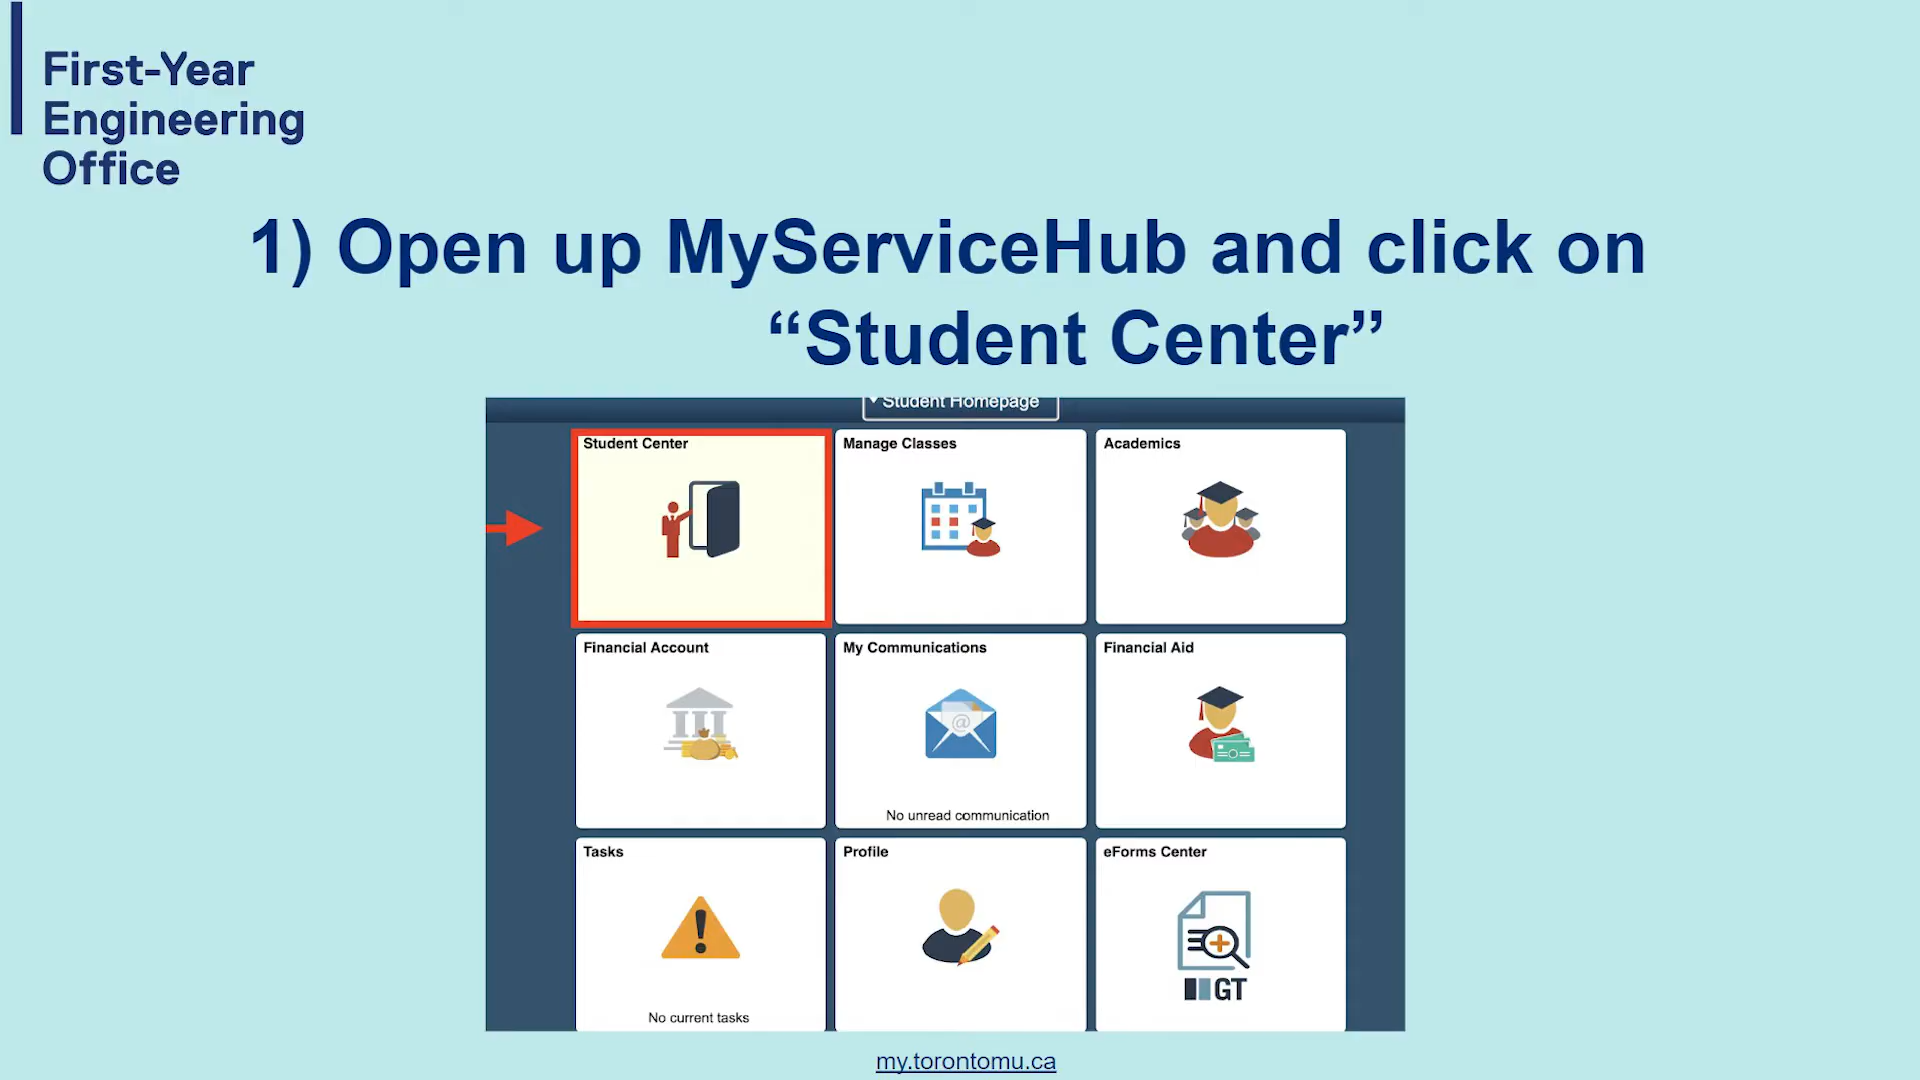 First-Year
Engineering
Office
1) Open up MyServiceHub and click on
“Student Center”
Student Homepage
Student Center
Manage Classes
Academics
Financial Account
My Communications
Financial Aid
@
No unread communication
Tasks
Profile
eForms Center
GT
No current tasks
my.torontomu.ca